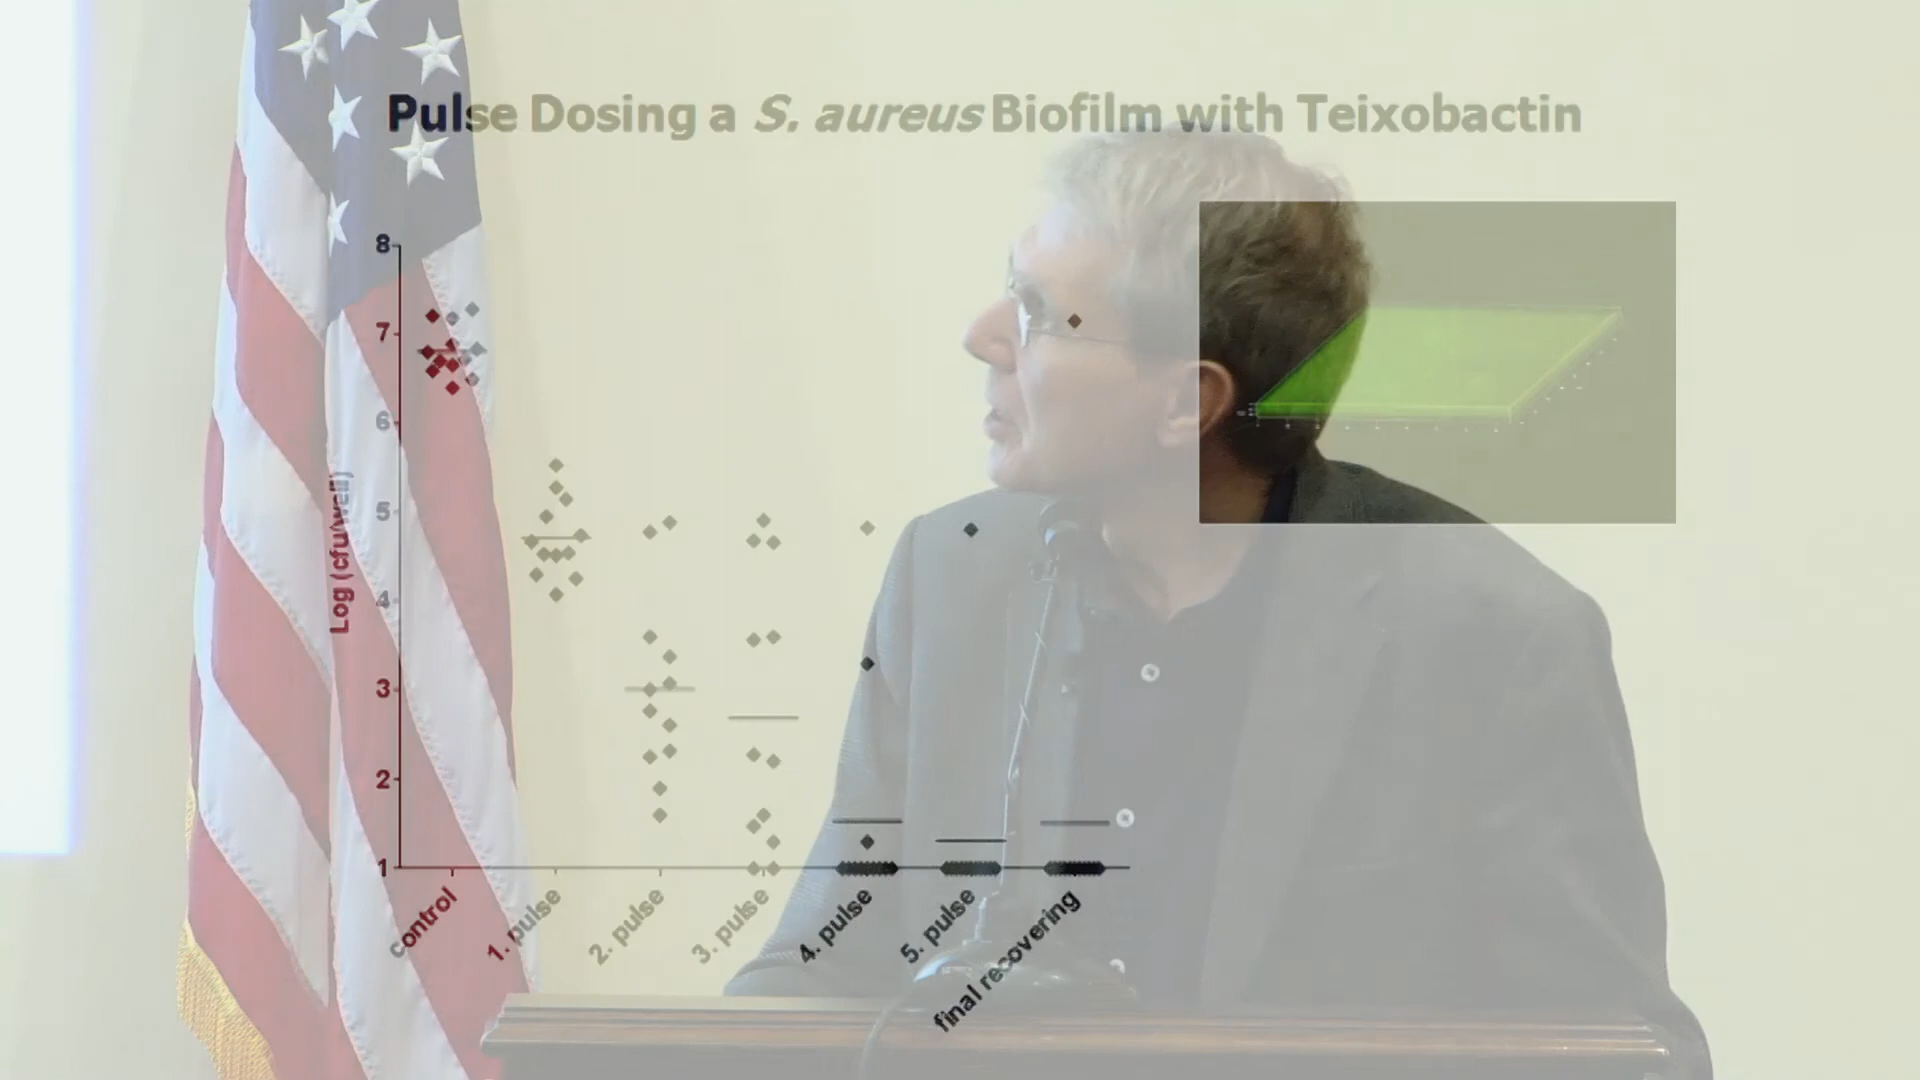 Pulse Dosing a S. aureus Biofilm with Teixobactin
8
7
6
5
4
3
2
1
Log (cfu/well)
control
1. pulse
2. pulse
3. pulse
4. pulse
5. pulse
final recovering